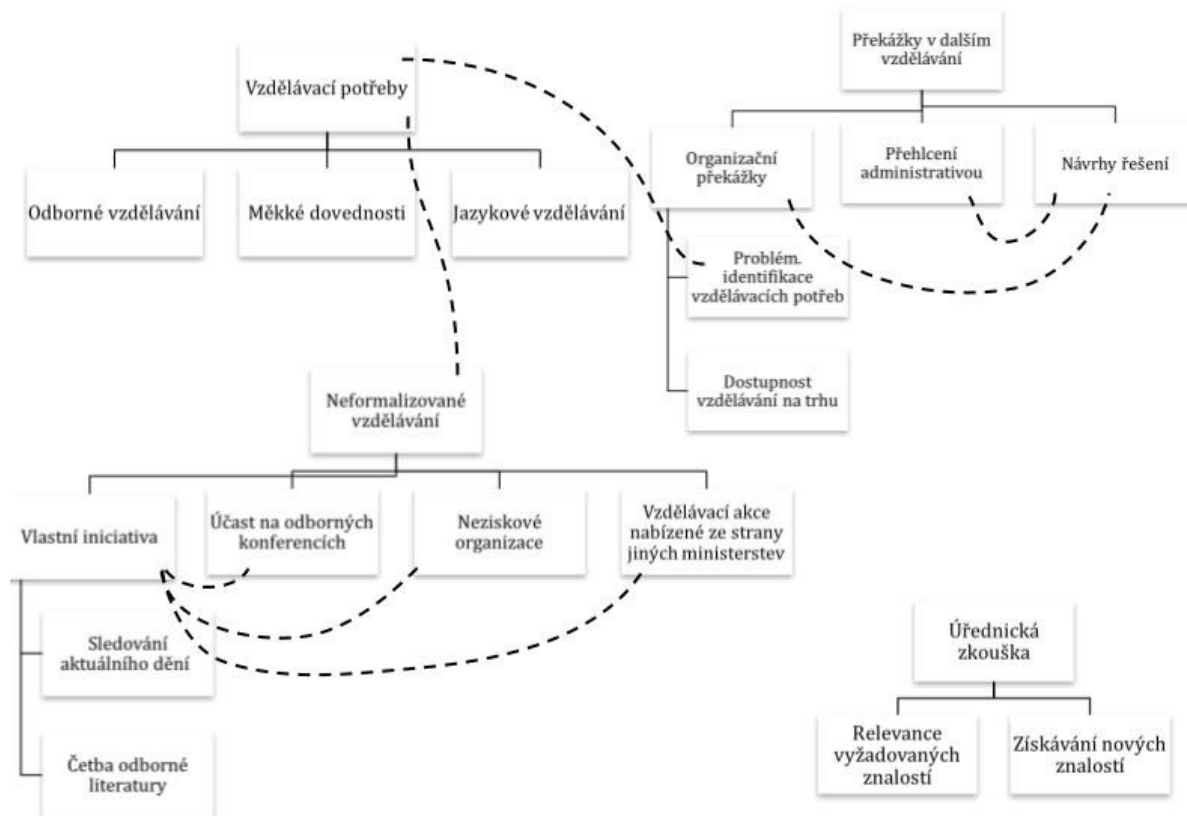 Vzdělávací potřeby
Odborné vzdělávání
Měkké dovednosti
Jazykové vzdělávání
Překážky v dalším
vzdělávání
Organizační
překážky
Přehlcení
administrativou
Návrhy řešení
Problém.
identifikace
vzdělávacích potřeb
Dostupnost
vzdělávání na trhu
Neformalizované
vzdělávání
Vlastní iniciativa
Účast na odborných
konferencích
Neziskové
organizace
Vzdělávací akce
nabízené ze strany
jiných ministerstev
Sledování
aktuálního dění
Četba odborné
literatury
Úřednická
zkouška
Relevance
vyžadovaných
znalostí
Získávání nových
znalostí